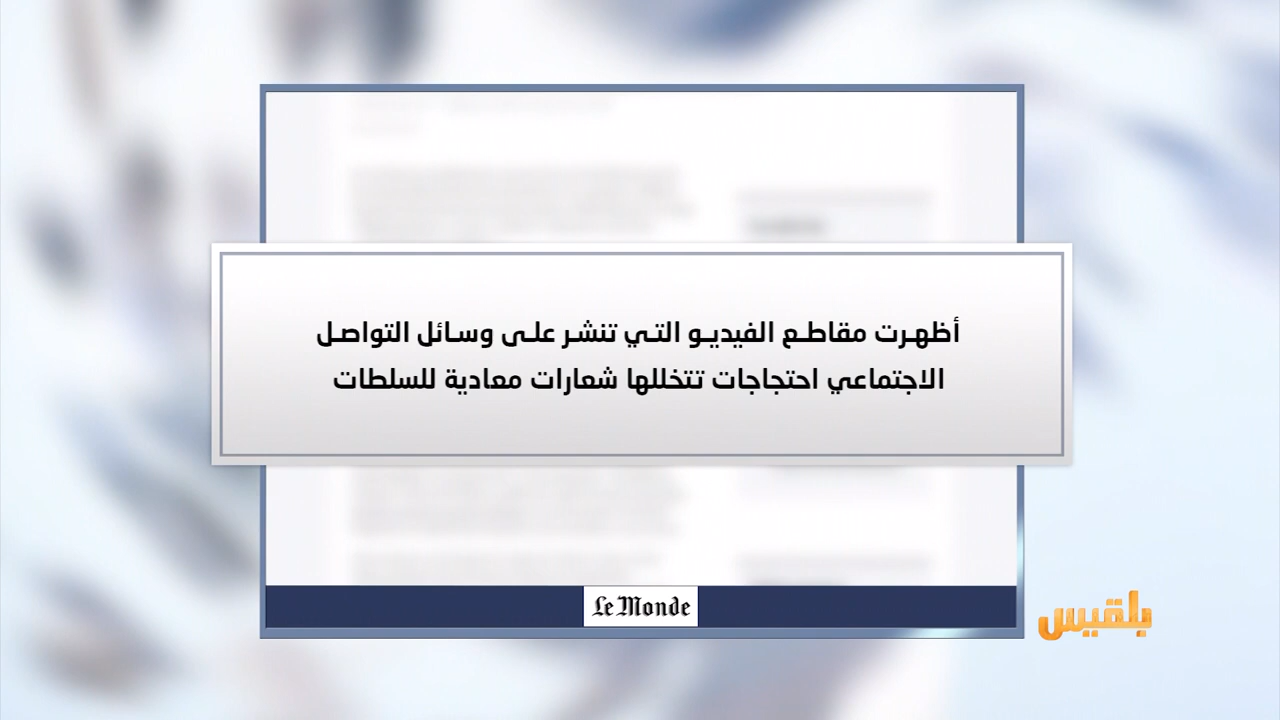 أظهرت مقاطع الفيديو التي تنشر على وسائل التواصل
الاجتماعي احتجاجات تتخللها شعارات معادية للسلطات
Le Monde
بلقيس